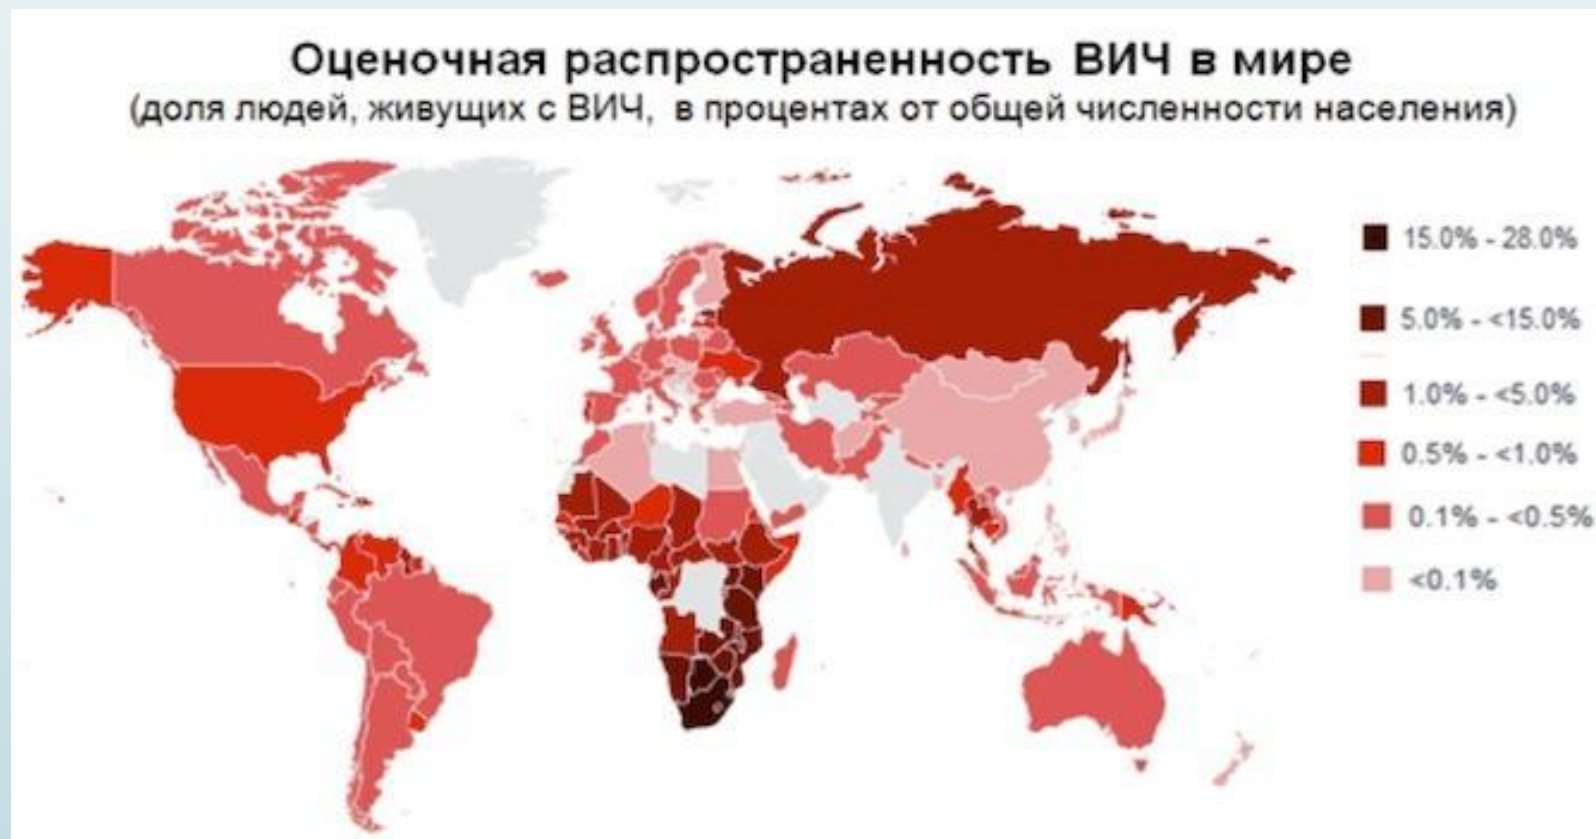 Оценочная распространенность ВИЧ в мире
(доля людей, живущих с ВИЧ, в процентах от общей численности населения)
15.0% - 28.0%
5.0% - <15.0%
1.0% - <5.0%
0.5% - <1.0%
0.1% - <0.5%
<0.1%